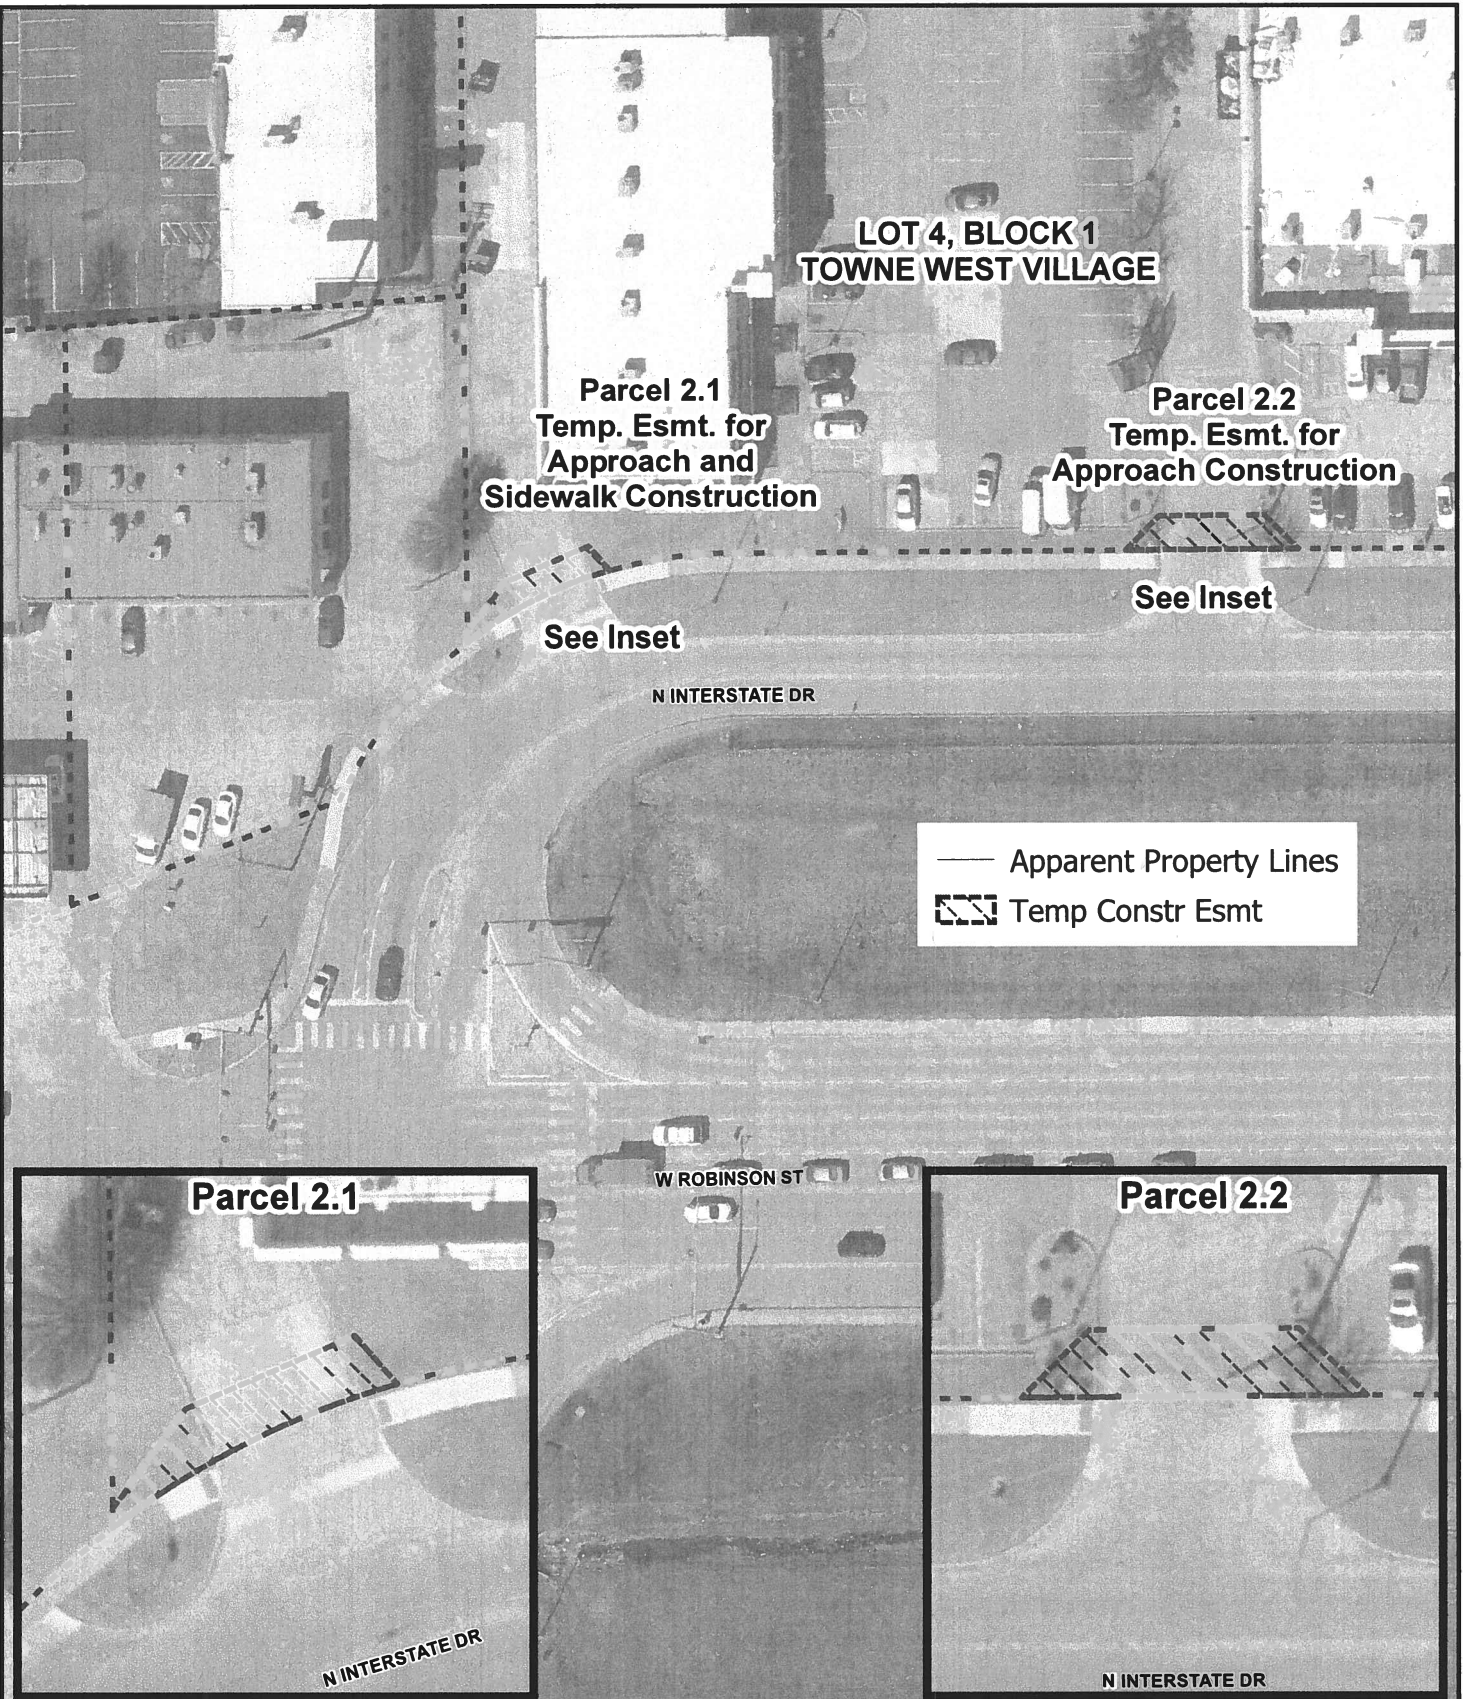 LOT 4, BLOCK 1
TOWNE WEST VILLAGE
Parcel 2.1
Temp. Esmt. for
Approach and
Sidewalk Construction
Parcel 2.2
Temp. Esmt. for
Approach Construction
See Inset
See Inset
N INTERSTATE DR
Apparent Property Lines
Temp Constr Esmt
W ROBINSON ST
Parcel 2.1
N INTERSTATE DR
Parcel 2.2
N INTERSTATE DR